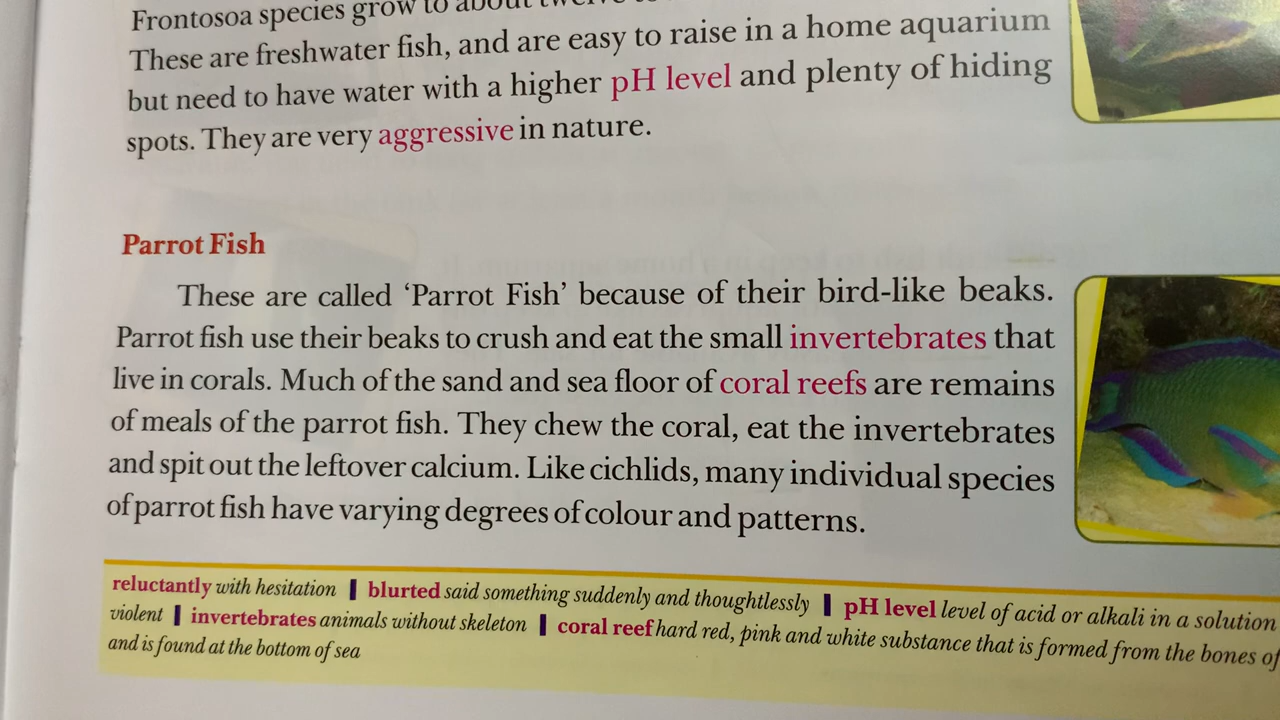 Frontosoa species grow to about twelve
These are freshwater fish, and are easy to raise in a home aquarium
but need to have water with a higher pH level and plenty of hiding
spots. They are very aggressive in nature.
Parrot Fish
These are called ‘Parrot Fish’ because of their bird-like beaks.
Parrot fish use their beaks to crush and eat the small invertebrates that
live in corals. Much of the sand and sea floor of coral reefs are remains
of meals of the parrot fish. They chew the coral, eat the invertebrates
and spit out the leftover calcium. Like cichlids, many individual species
of parrot fish have varying degrees of colour and patterns.
reluctantly with hesitation | blurted said something suddenly and thoughtlessly | pH level level of acid or alkali in a solution
violent | invertebrates animals without skeleton | coral reef hard red, pink and white substance that is formed from the bones of
and is found at the bottom of sea